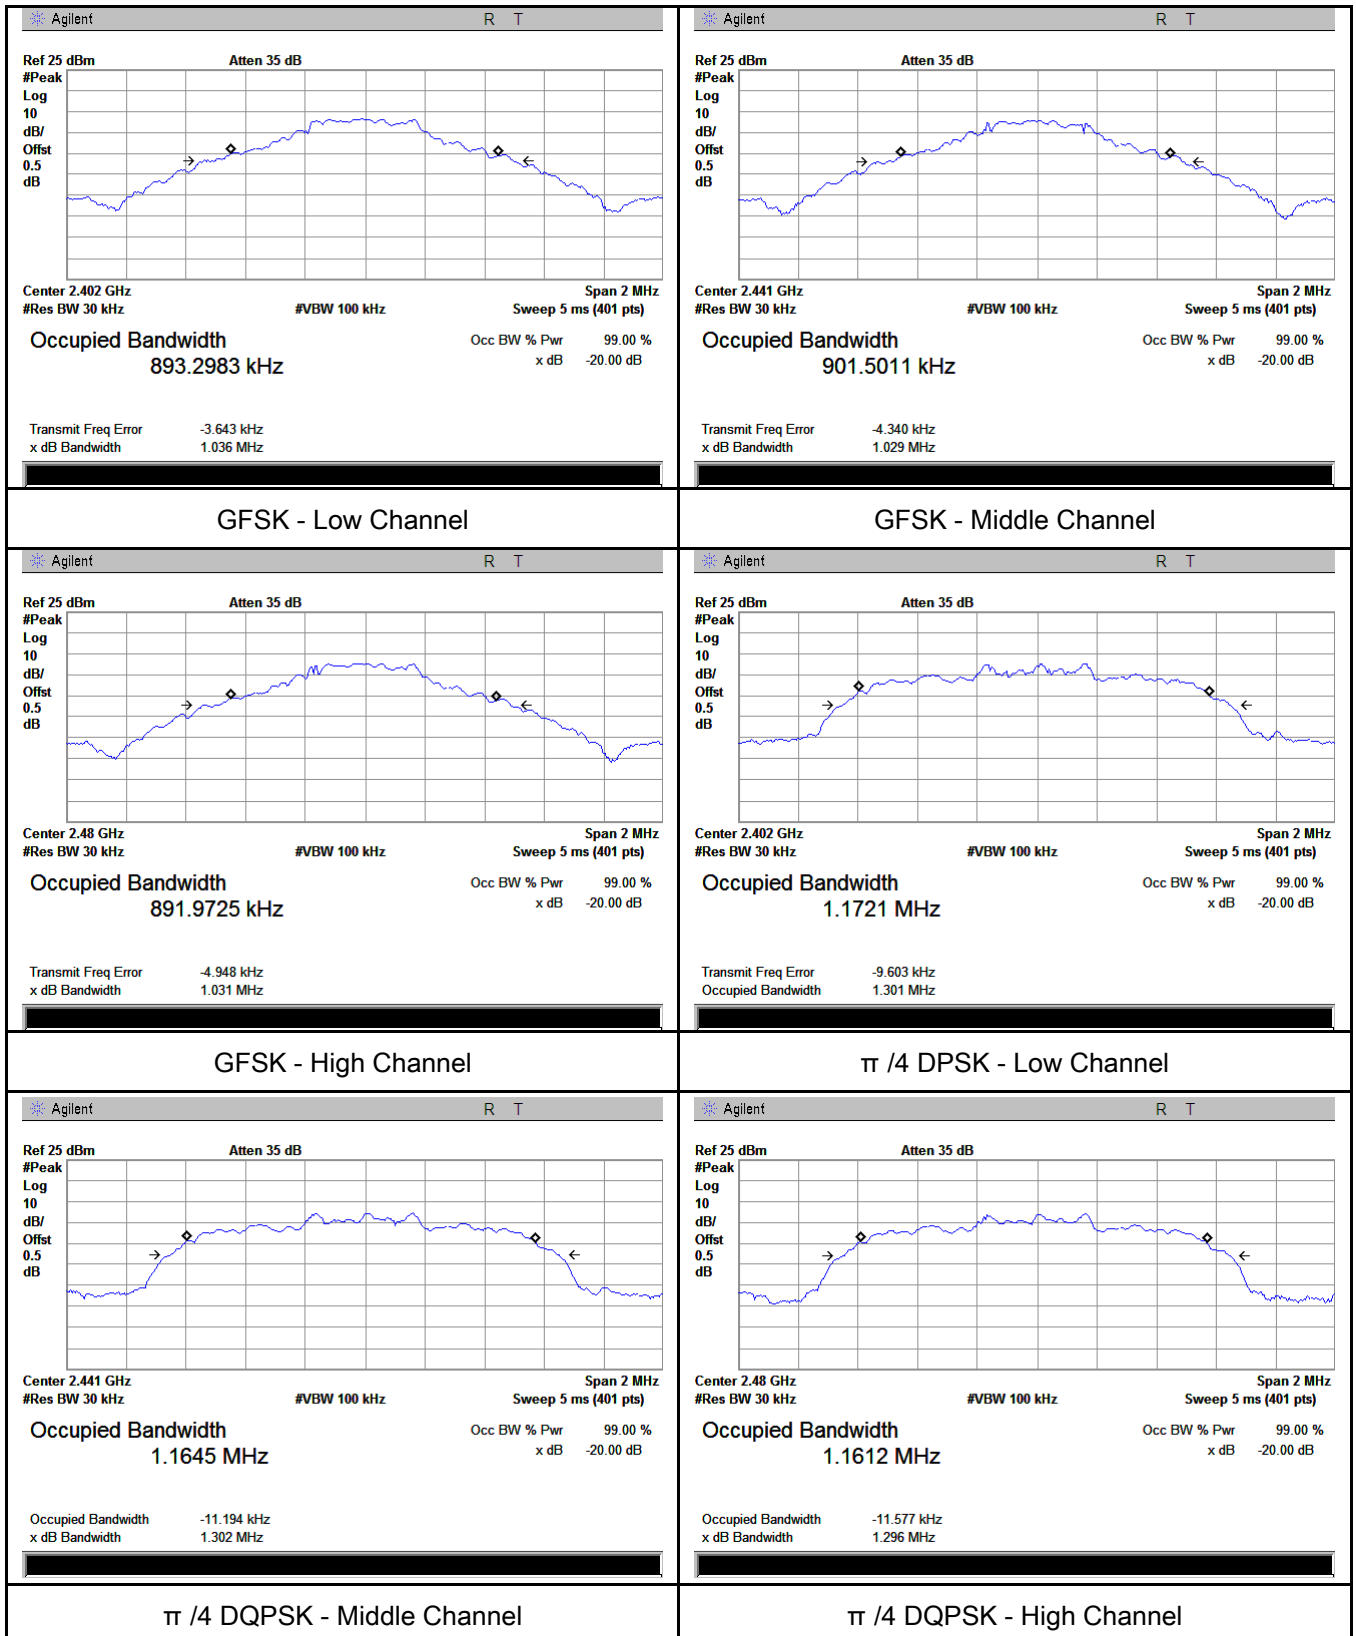 Agilent R T
Ref 25 dBm Atten 35 dB
#Peak
Log
10
dB/
Offst
0.5
dB
Center 2.402 GHz Span 2 MHz
#Res BW 30 kHz #VBW 100 kHz Sweep 5 ms (401 pts)
Occupied Bandwidth Occ BW % Pwr 99.00 %
893.2983 kHz x dB -20.00 dB
Transmit Freq Error -3.643 kHz
x dB Bandwidth 1.036 MHz
GFSK - Low Channel
Agilent R T
Ref 25 dBm Atten 35 dB
#Peak
Log
10
dB/
Offst
0.5
dB
Center 2.441 GHz Span 2 MHz
#Res BW 30 kHz #VBW 100 kHz Sweep 5 ms (401 pts)
Occupied Bandwidth Occ BW % Pwr 99.00 %
901.5011 kHz x dB -20.00 dB
Transmit Freq Error -4.340 kHz
x dB Bandwidth 1.029 MHz
GFSK - Middle Channel
Agilent R T
Ref 25 dBm Atten 35 dB
#Peak
Log
10
dB/
Offst
0.5
dB
Center 2.48 GHz Span 2 MHz
#Res BW 30 kHz #VBW 100 kHz Sweep 5 ms (401 pts)
Occupied Bandwidth Occ BW % Pwr 99.00 %
891.9725 kHz x dB -20.00 dB
Transmit Freq Error -4.948 kHz
x dB Bandwidth 1.031 MHz
GFSK - High Channel
Agilent R T
Ref 25 dBm Atten 35 dB
#Peak
Log
10
dB/
Offst
0.5
dB
Center 2.402 GHz Span 2 MHz
#Res BW 30 kHz #VBW 100 kHz Sweep 5 ms (401 pts)
Occupied Bandwidth Occ BW % Pwr 99.00 %
1.1721 MHz x dB -20.00 dB
Transmit Freq Error -9.603 kHz
Occupied Bandwidth 1.301 MHz
π /4 DPSK - Low Channel
Agilent R T
Ref 25 dBm Atten 35 dB
#Peak
Log
10
dB/
Offst
0.5
dB
Center 2.441 GHz Span 2 MHz
#Res BW 30 kHz #VBW 100 kHz Sweep 5 ms (401 pts)
Occupied Bandwidth Occ BW % Pwr 99.00 %
1.1645 MHz x dB -20.00 dB
Occupied Bandwidth -11.194 kHz
x dB Bandwidth 1.302 MHz
π /4 DQPSK - Middle Channel
Agilent R T
Ref 25 dBm Atten 35 dB
#Peak
Log
10
dB/
Offst
0.5
dB
Center 2.48 GHz Span 2 MHz
#Res BW 30 kHz #VBW 100 kHz Sweep 5 ms (401 pts)
Occupied Bandwidth Occ BW % Pwr 99.00 %
1.1612 MHz x dB -20.00 dB
Occupied Bandwidth -11.577 kHz
x dB Bandwidth 1.296 MHz
π /4 DQPSK - High Channel